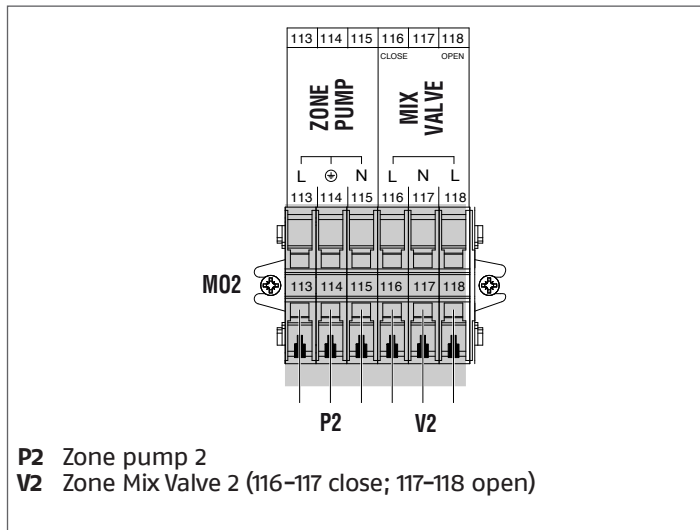 113 114 115 116 117 118
CLOSE OPEN
ZONE
PUMP
MIX
VALVE
L ⏚ N L N L
113 114 115 116 117 118
MO2
113 114 115 116 117 118
P2 V2
P2 Zone pump 2
V2 Zone Mix Valve 2 (116–117 close; 117–118 open)